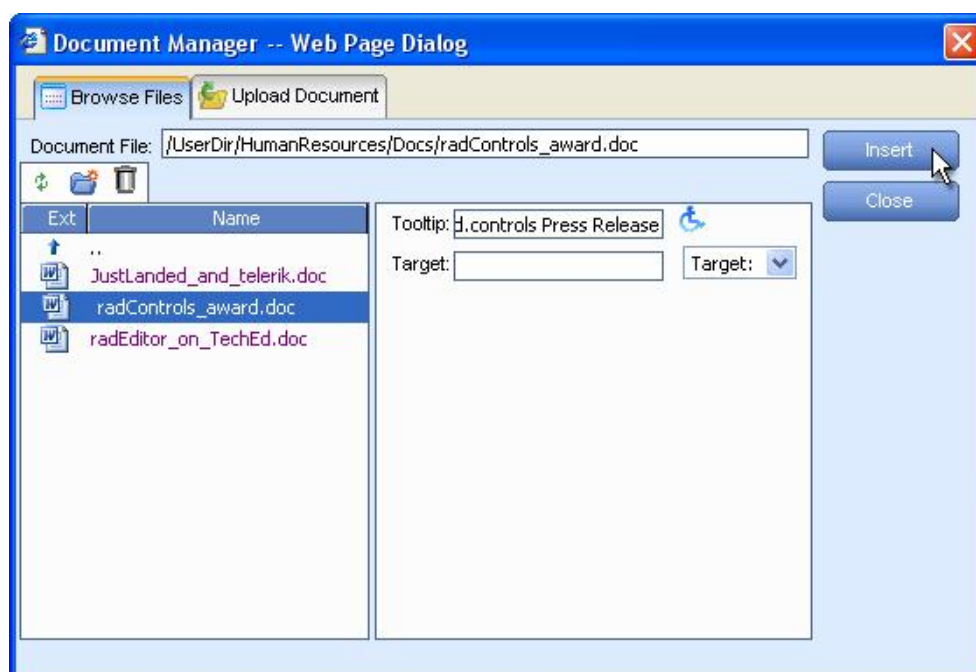 Document Manager -- Web Page Dialog
Browse Files Upload Document
Document File: /UserDir/HumanResources/Docs/radControls_award.doc
Insert
Close
Ext Name
..
JustLanded_and_telerik.doc
radControls_award.doc
radEditor_on_TechEd.doc
Tooltip: d.controls Press Release
Target: Target: